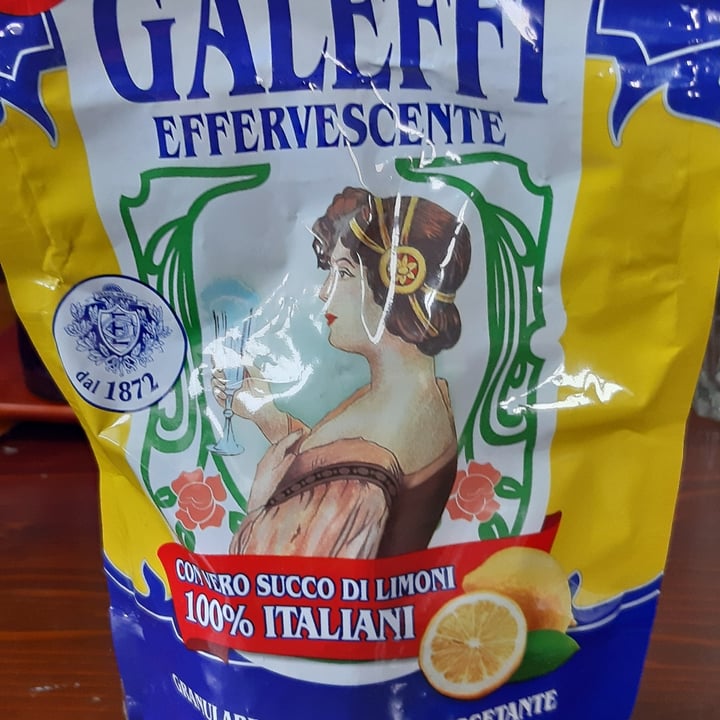 GALEFFI
EFFERVESCENTE
dal 1872
CON VERO SUCCO DI LIMONI
100% ITALIANI